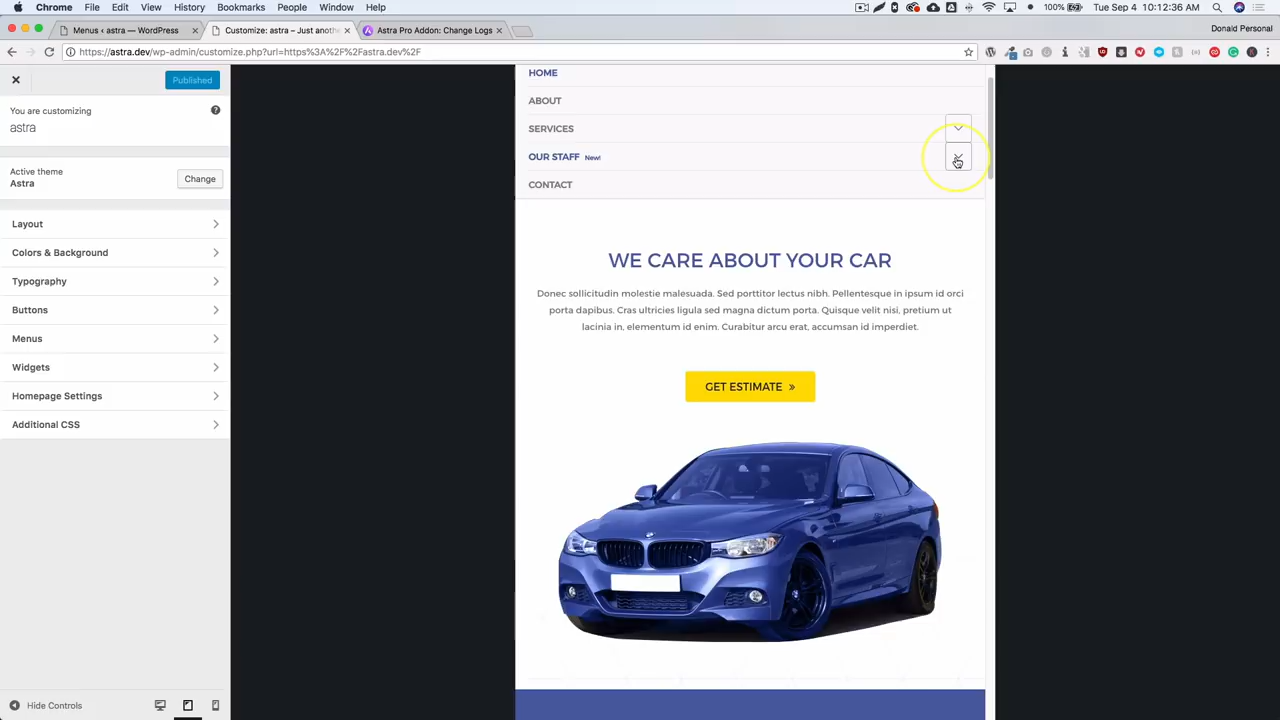 Chrome File Edit View History Bookmarks People Window Help
100% Tue Sep 4 10:12:36 AM
Menus ‹ astra — WordPress
Customize: astra – Just anoth
Astra Pro Addon: Change Logs
Donald Personal
https://astra.dev/wp-admin/customize.php?url=https%3A%2F%2Fastra.dev%2F
Published
You are customizing
astra
Active theme
Astra
Change
Layout
Colors & Background
Typography
Buttons
Menus
Widgets
Homepage Settings
Additional CSS
Hide Controls
HOME
ABOUT
SERVICES
OUR STAFF New!
CONTACT
WE CARE ABOUT YOUR CAR
Donec sollicitudin molestie malesuada. Sed porttitor lectus nibh. Pellentesque in ipsum id orci
porta dapibus. Cras ultricies ligula sed magna dictum porta. Quisque velit nisi, pretium ut
lacinia in, elementum id enim. Curabitur arcu erat, accumsan id imperdiet.
GET ESTIMATE »